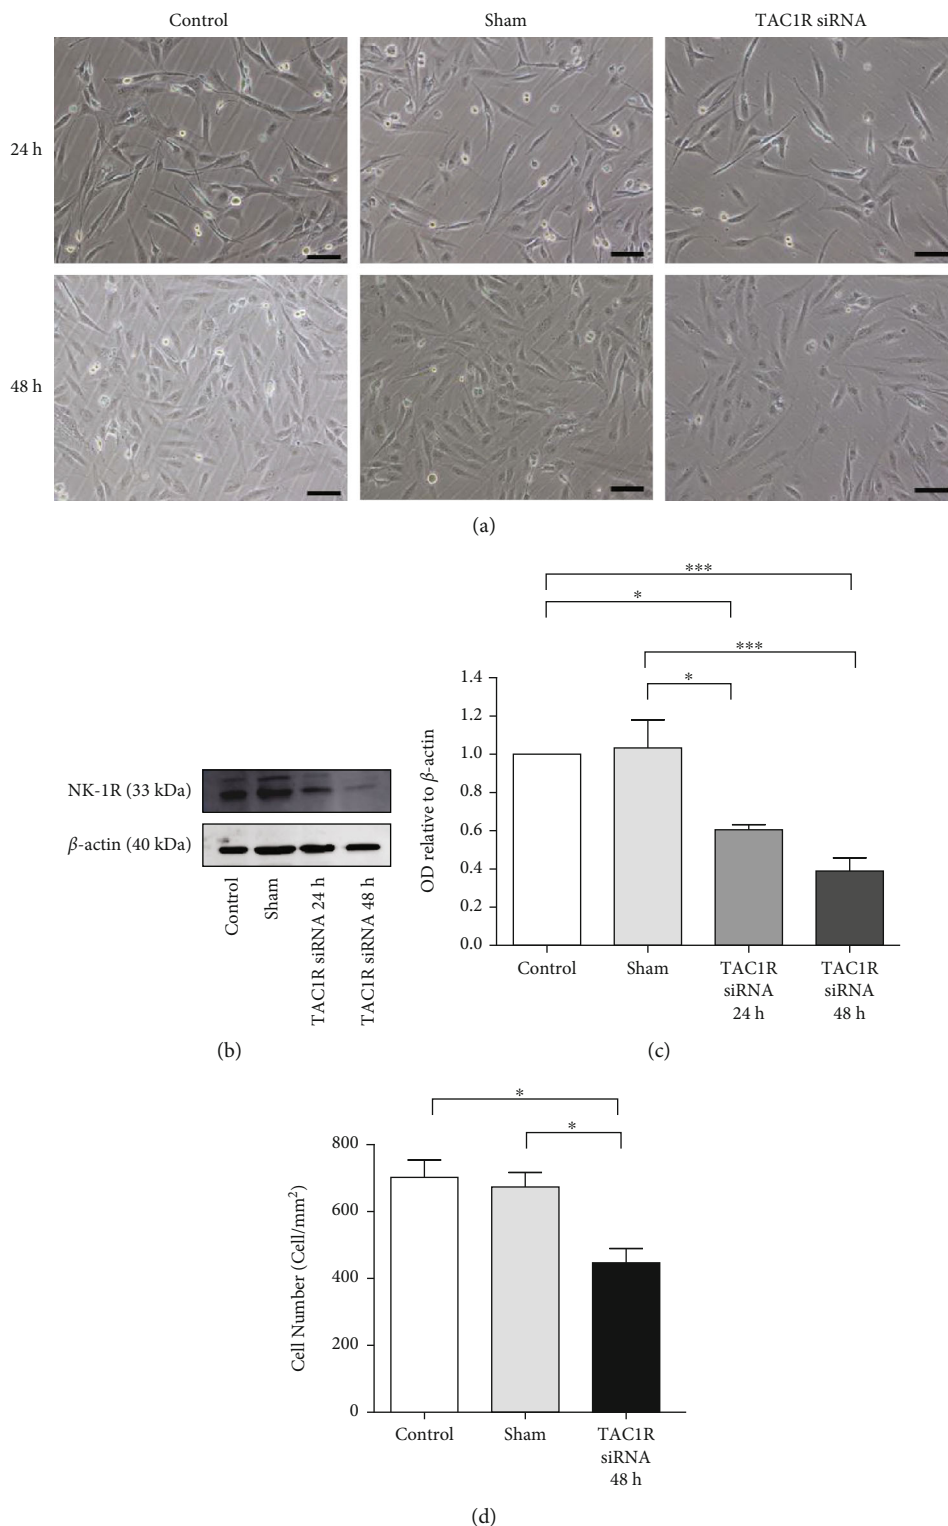 Control
Sham
TAC1R siRNA
24 h
48 h
(a)
NK-1R (33 kDa)
β-actin (40 kDa)
Control
Sham
TAC1R siRNA 24 h
TAC1R siRNA 48 h
(b)
***
*
***
*
OD relative to β-actin
1.4
1.2
1.0
0.8
0.6
0.4
0.2
0.0
Control
Sham
TAC1R
siRNA
24 h
TAC1R
siRNA
48 h
(c)
*
*
Cell Number (Cell/mm²)
800
600
400
200
0
Control
Sham
TAC1R
siRNA
48 h
(d)